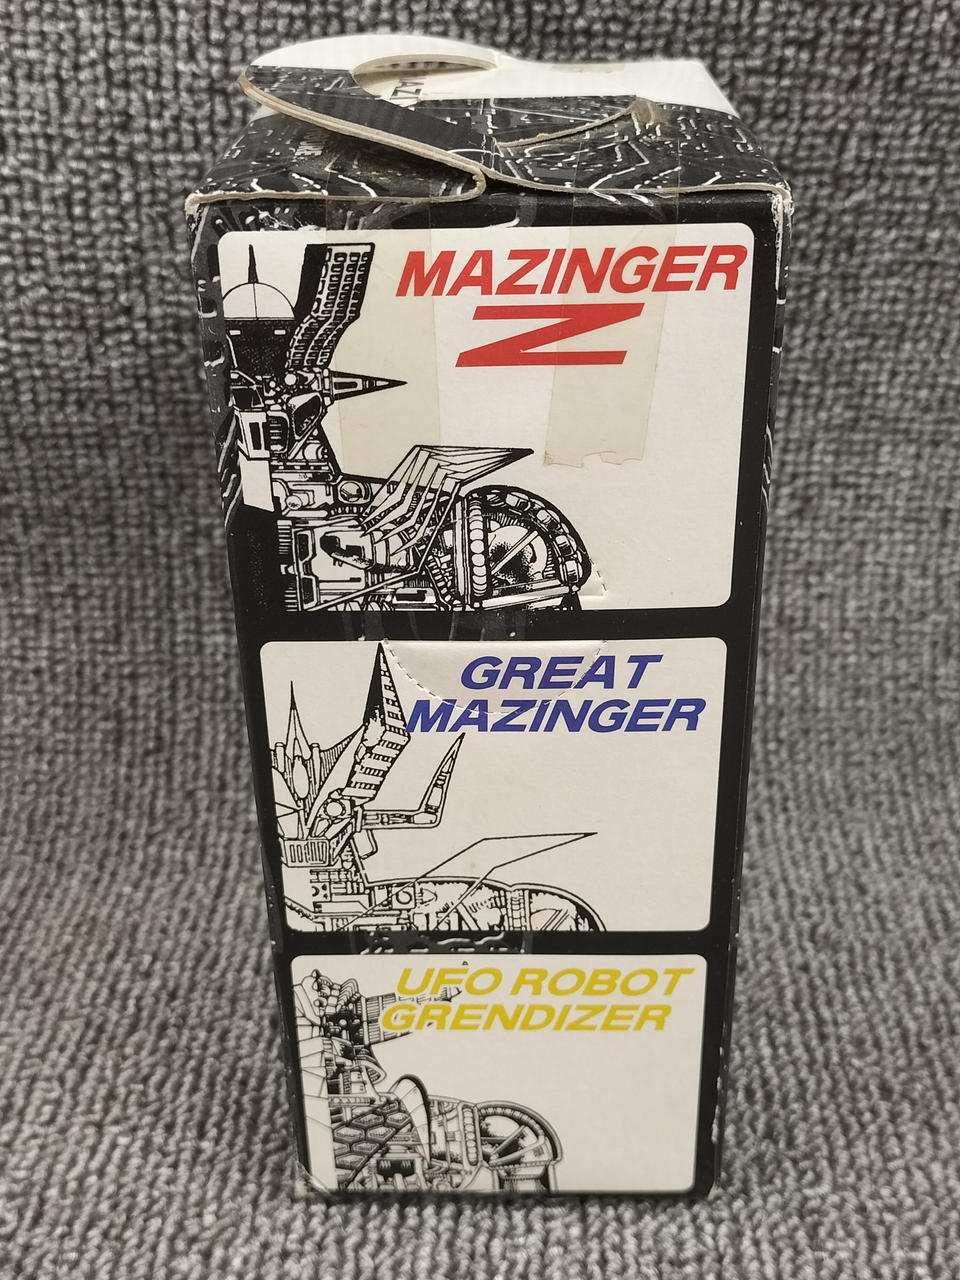 MAZINGER
Z
GREAT
MAZINGER
UFO ROBOT
GRENDIZER